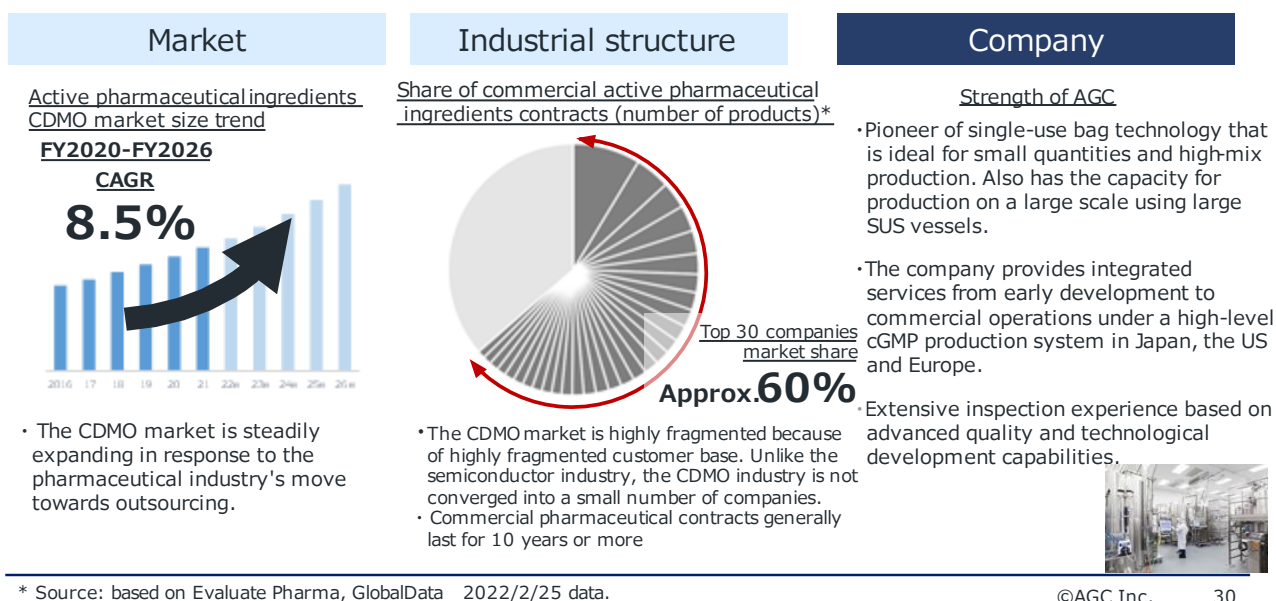 Market
Active pharmaceutical ingredients
CDMO market size trend
FY2020-FY2026
CAGR
8.5%
2016 17 18 19 20 21 22e 23e 24e 25e 26e
・ The CDMO market is steadily
expanding in response to the
pharmaceutical industry's move
towards outsourcing.
Industrial structure
Share of commercial active pharmaceutical
ingredients contracts (number of products)*
Top 30 companies
market share
Approx.60%
・The CDMO market is highly fragmented because
of highly fragmented customer base. Unlike the
semiconductor industry, the CDMO industry is not
converged into a small number of companies.
・ Commercial pharmaceutical contracts generally
last for 10 years or more
Company
Strength of AGC
・Pioneer of single-use bag technology that
is ideal for small quantities and high-mix
production. Also has the capacity for
production on a large scale using large
SUS vessels.
・The company provides integrated
services from early development to
commercial operations under a high-level
cGMP production system in Japan, the US
and Europe.
・Extensive inspection experience based on
advanced quality and technological
development capabilities.
* Source: based on Evaluate Pharma, GlobalData 2022/2/25 data.
©AGC Inc. 30